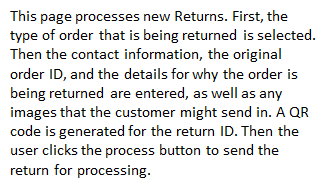 This page processes new Returns. First, the
type of order that is being returned is selected.
Then the contact information, the original
order ID, and the details for why the order is
being returned are entered, as well as any
images that the customer might send in. A QR
code is generated for the return ID. Then the
user clicks the process button to send the
return for processing.